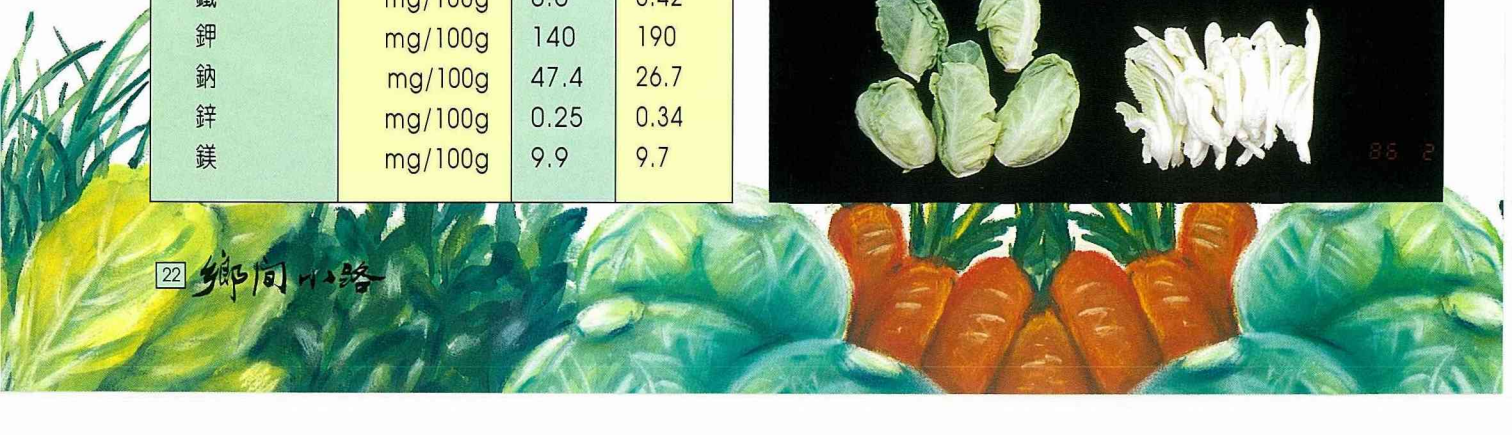 鉀 mg/100g 140 190
鈉 mg/100g 47.4 26.7
鋅 mg/100g 0.25 0.34
鎂 mg/100g 9.9 9.7
86 2
22 鄉間小路